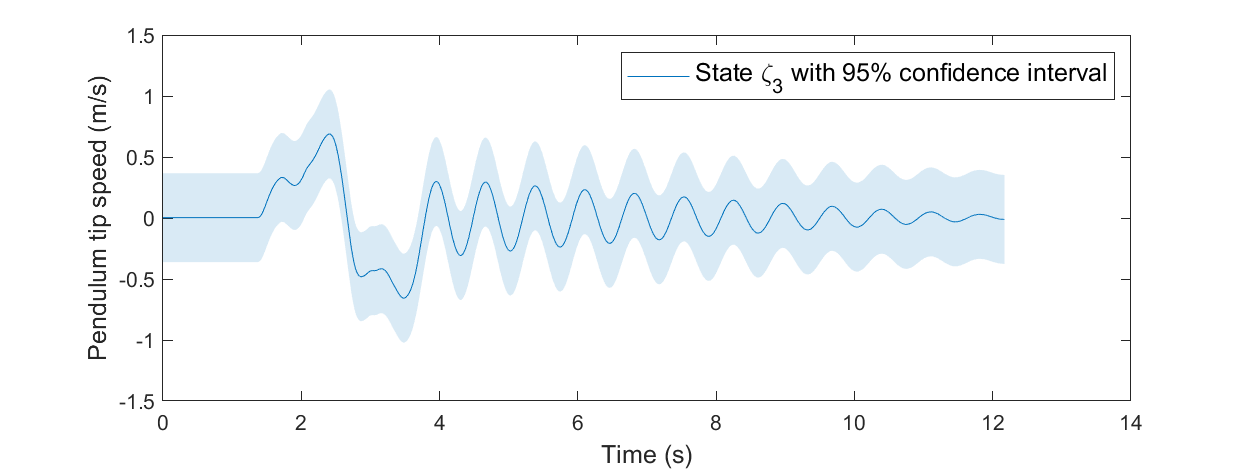 State ζ3 with 95% confidence interval
Pendulum tip speed (m/s)
1.5
1
0.5
0
-0.5
-1
-1.5
0 2 4 6 8 10 12 14
Time (s)